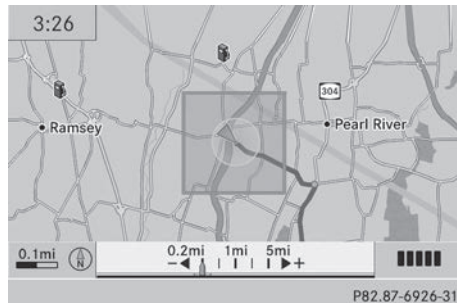 3:26
304
Ramsey
Pearl River
0.1mi N 0.2mi 1mi 5mi
- +
P82.87-6926-31